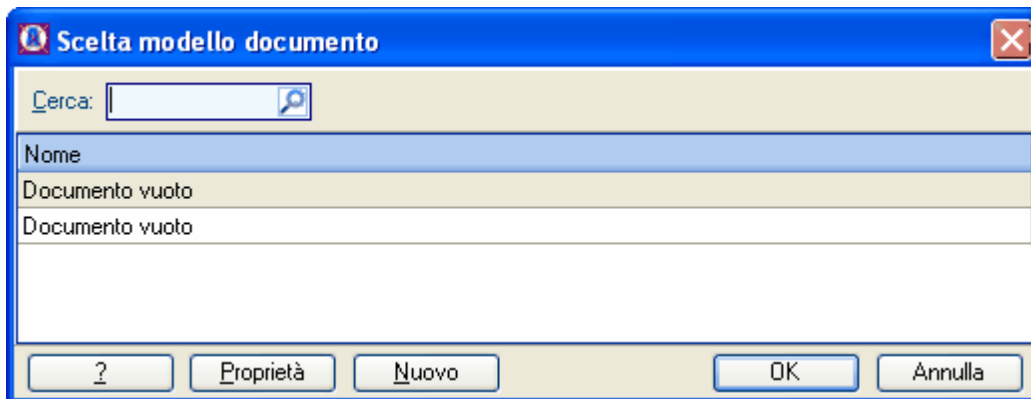 Scelta modello documento
Cerca:
Nome
Documento vuoto
Documento vuoto
? Proprietà Nuovo OK Annulla